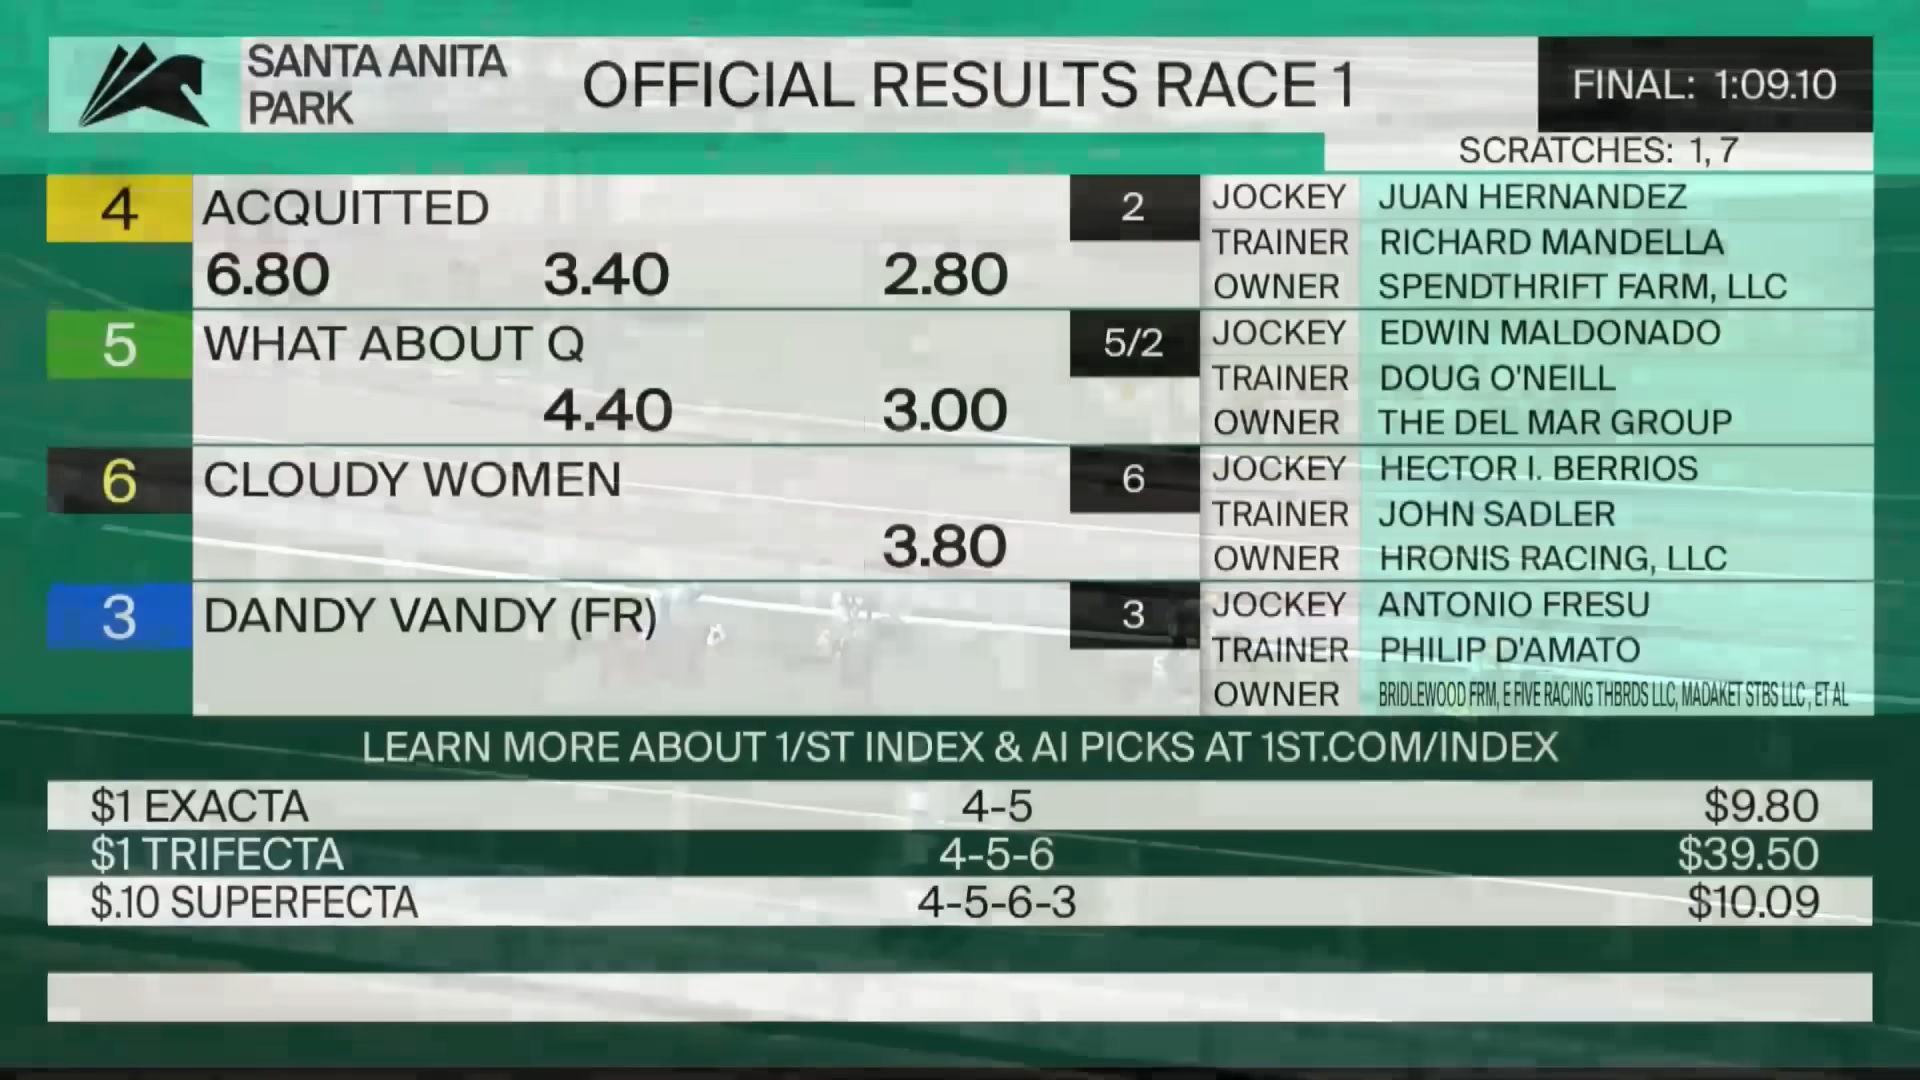 SANTA ANITA
PARK
OFFICIAL RESULTS RACE 1
FINAL: 1:09.10
SCRATCHES: 1, 7
4 ACQUITTED 2
6.80 3.40 2.80
JOCKEY JUAN HERNANDEZ
TRAINER RICHARD MANDELLA
OWNER SPENDTHRIFT FARM, LLC
5 WHAT ABOUT Q 5/2
4.40 3.00
JOCKEY EDWIN MALDONADO
TRAINER DOUG O'NEILL
OWNER THE DEL MAR GROUP
6 CLOUDY WOMEN 6
3.80
JOCKEY HECTOR I. BERRIOS
TRAINER JOHN SADLER
OWNER HRONIS RACING, LLC
3 DANDY VANDY (FR) 3
JOCKEY ANTONIO FRESU
TRAINER PHILIP D'AMATO
OWNER BRIDLEWOOD FRM, E FIVE RACING THBRDS LLC, MADAKET STBS LLC , ET AL
LEARN MORE ABOUT 1/ST INDEX & AI PICKS AT 1ST.COM/INDEX
$1 EXACTA 4-5 $9.80
$1 TRIFECTA 4-5-6 $39.50
$.10 SUPERFECTA 4-5-6-3 $10.09